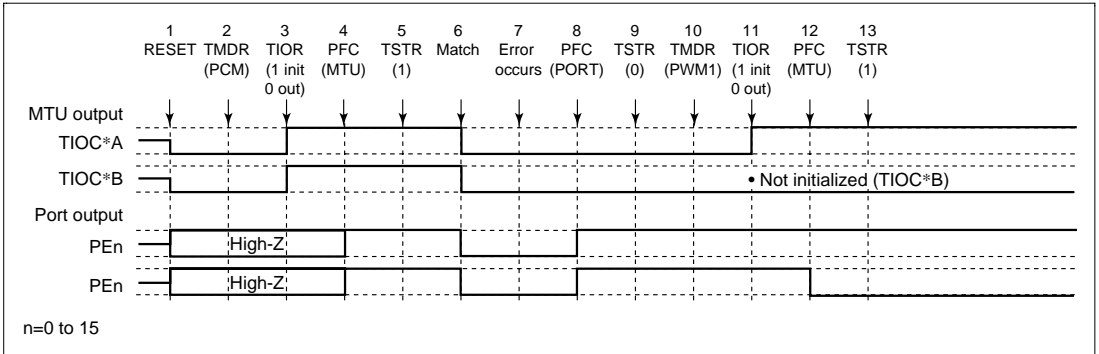 1 2 3 4 5 6 7 8 9 10 11 12 13
RESET TMDR TIOR PFC TSTR Match Error PFC TSTR TMDR TIOR PFC TSTR
(PCM) (1 init (MTU) (1) occurs (PORT) (0) (PWM1) (1 init (MTU) (1)
0 out) 0 out)
MTU output
TIOC*A
TIOC*B • Not initialized (TIOC*B)
Port output
PEn High-Z
PEn High-Z
n=0 to 15